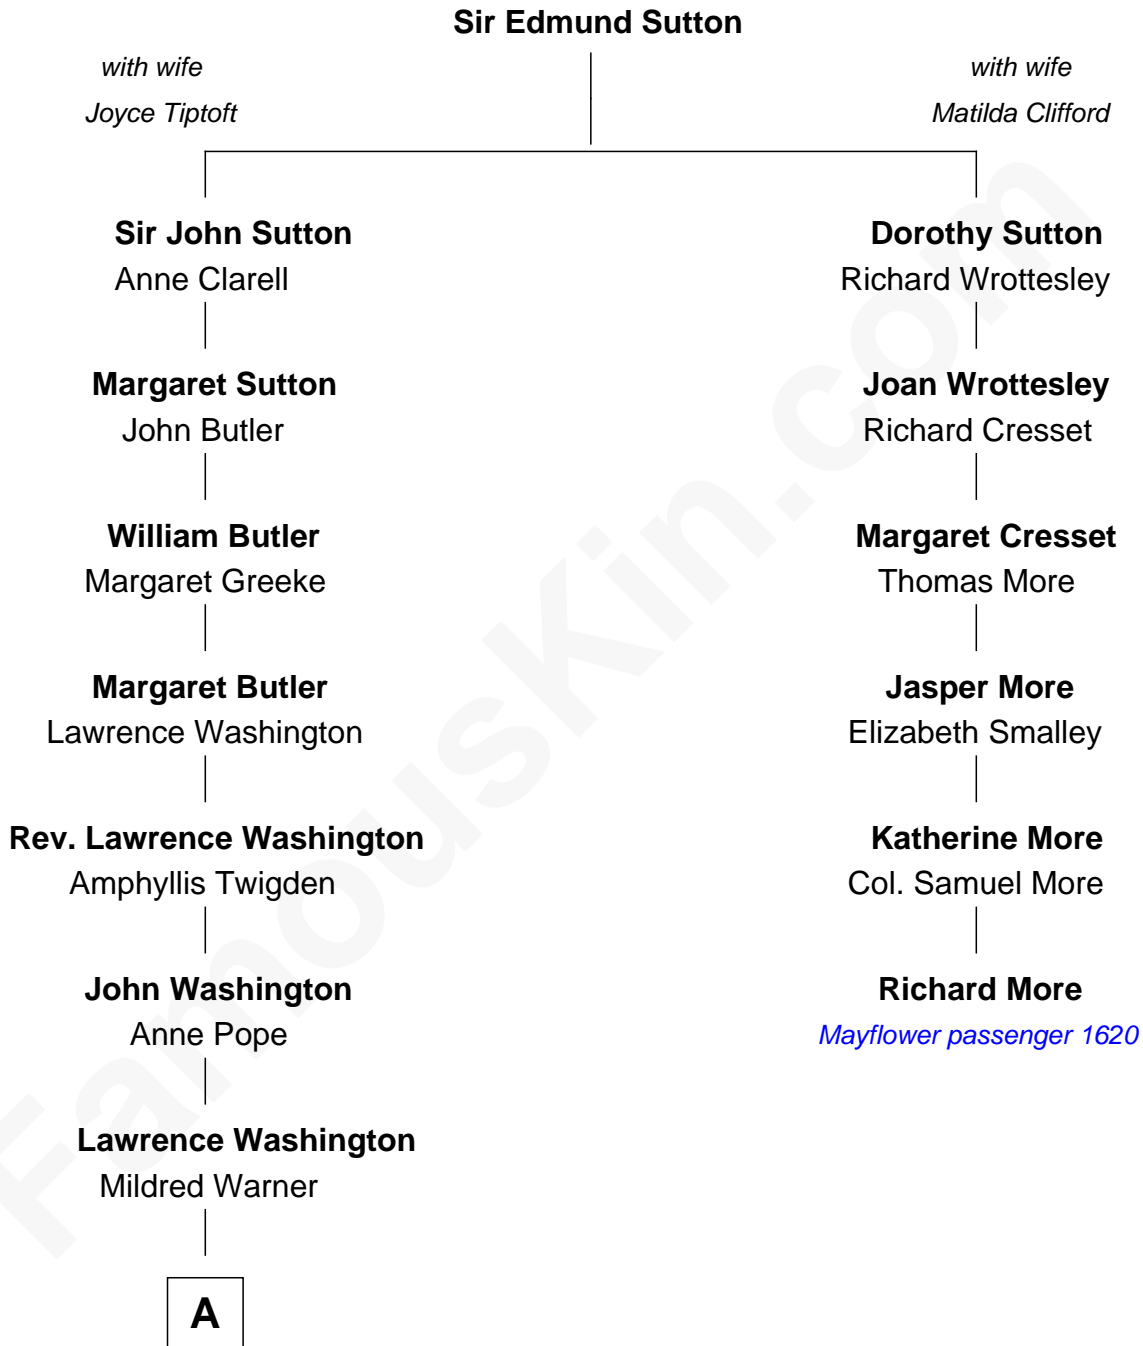 Sir Edmund Sutton
with wife
Joyce Tiptoft
with wife
Matilda Clifford
Sir John Sutton
Anne Clarell
Dorothy Sutton
Richard Wrottesley
Margaret Sutton
John Butler
Joan Wrottesley
Richard Cresset
William Butler
Margaret Greeke
Margaret Cresset
Thomas More
Margaret Butler
Lawrence Washington
Jasper More
Elizabeth Smalley
Rev. Lawrence Washington
Amphyllis Twigden
Katherine More
Col. Samuel More
John Washington
Anne Pope
Richard More
Mayflower passenger 1620
Lawrence Washington
Mildred Warner
A
FamousKin.com